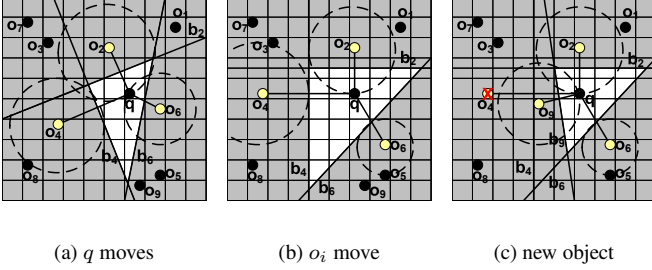 o7 o3 o2 o1 b2
q o6
o4
b4 b6
o8 o9 o5
o7 o3 o2 o1
b2
o4 q
o6
b4
b6
o8 o9 o5
o7 o3 o2 o1
b2
o4 o9 q
b9 o6
b4
b6
o8 o5
(a) q moves
(b) oi move
(c) new object